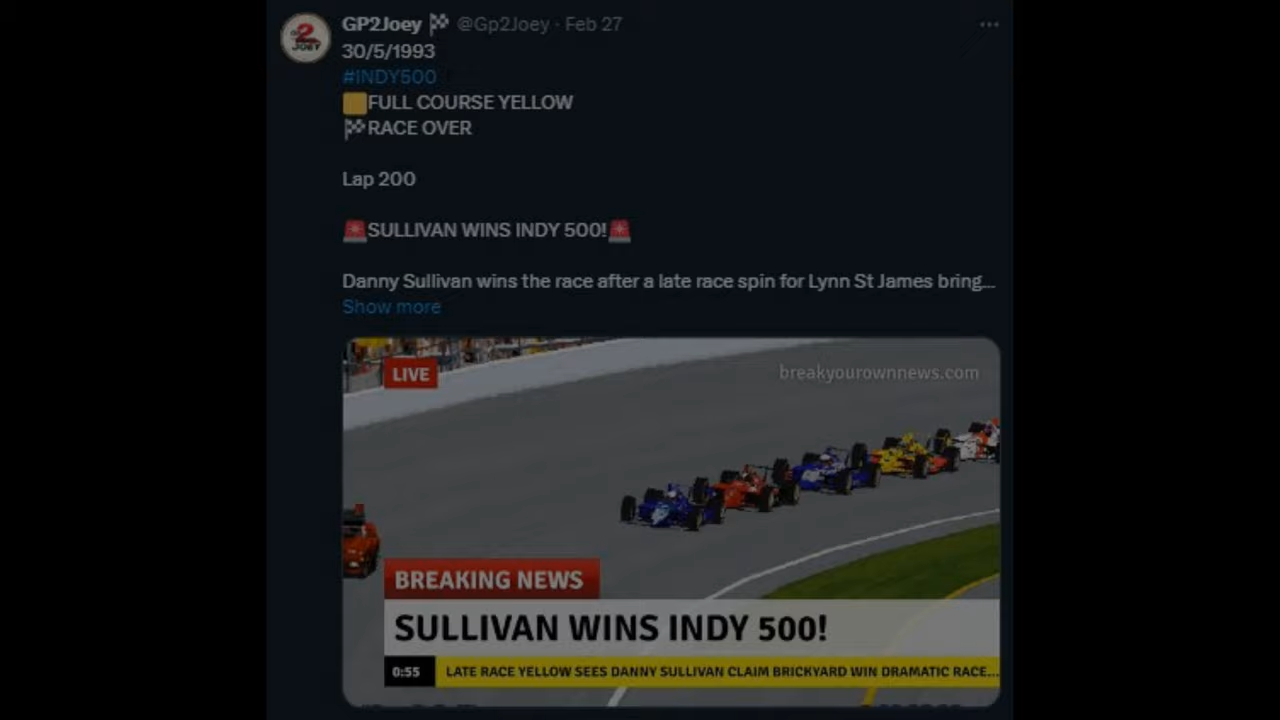 GP2Joey @Gp2Joey · Feb 27
30/5/1993
#INDY500
FULL COURSE YELLOW
RACE OVER
Lap 200
SULLIVAN WINS INDY 500!
Danny Sullivan wins the race after a late race spin for Lynn St James bring...
Show more
LIVE
breakyourownnews.com
BREAKING NEWS
SULLIVAN WINS INDY 500!
0:55 LATE RACE YELLOW SEES DANNY SULLIVAN CLAIM BRICKYARD WIN DRAMATIC RACE...